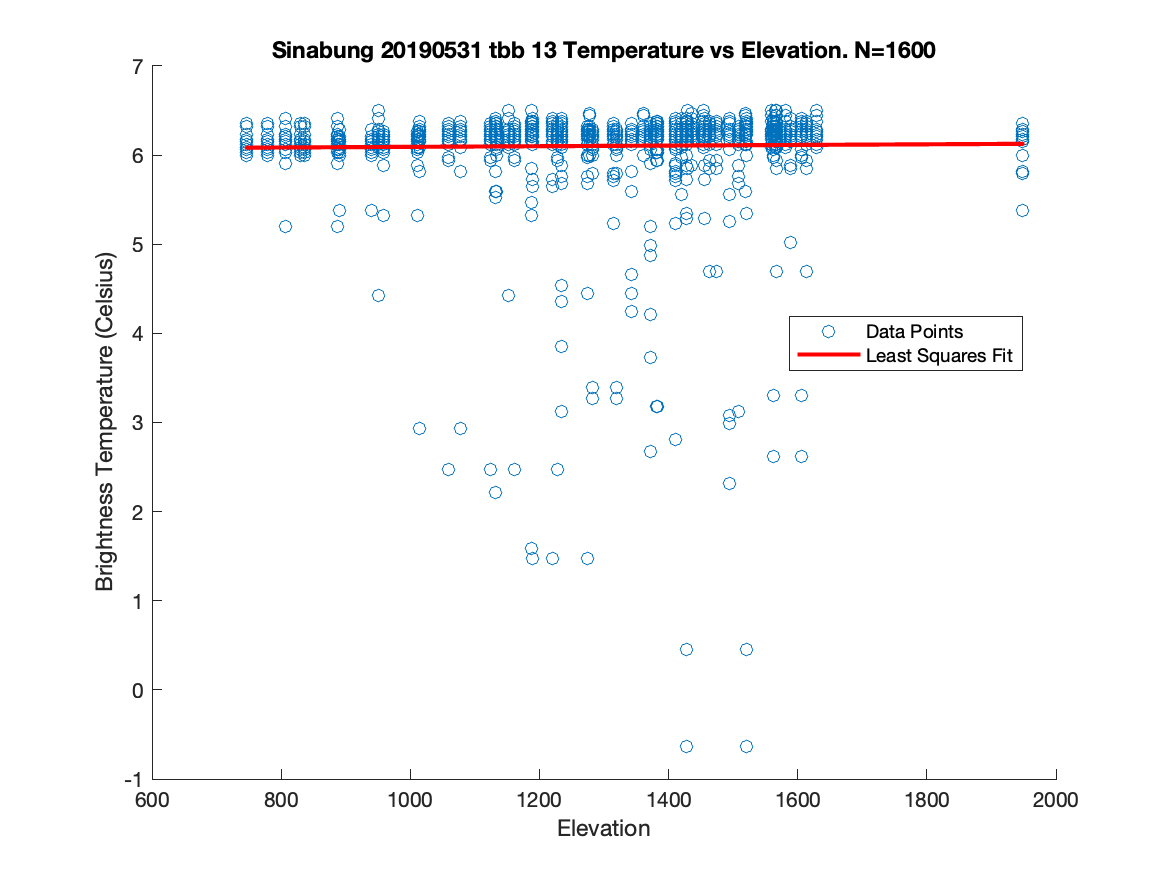 Sinabung 20190531 tbb 13 Temperature vs Elevation. N=1600
7
6
5
4
3
2
1
0
-1
Brightness Temperature (Celsius)
Data Points
Least Squares Fit
600 800 1000 1200 1400 1600 1800 2000
Elevation